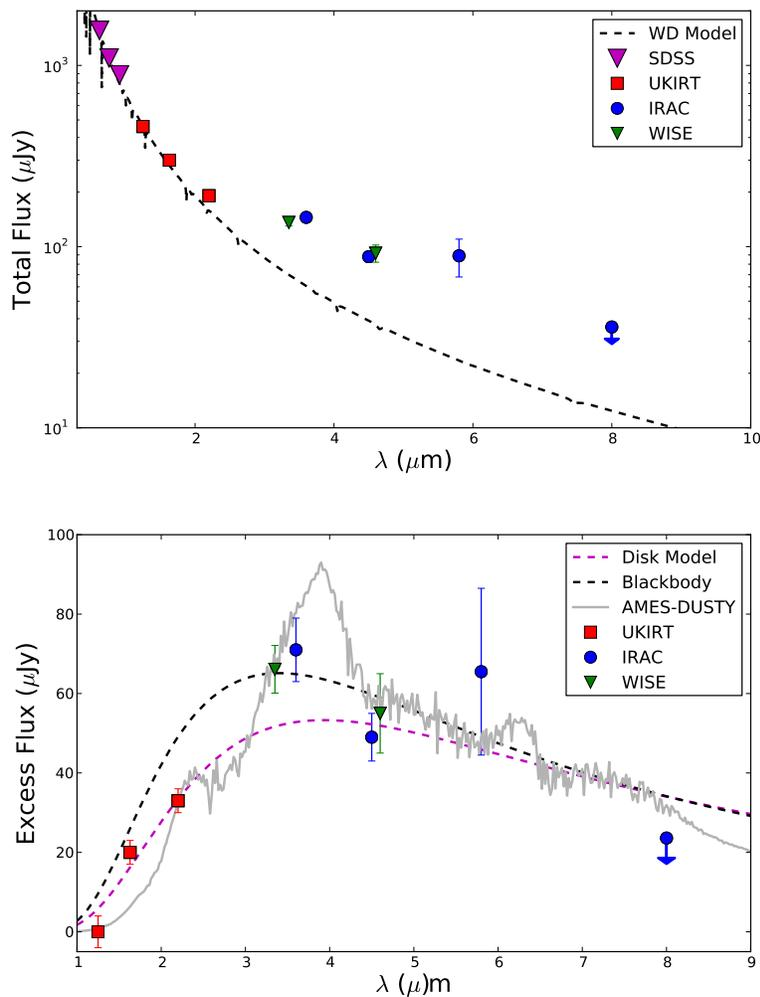 10³
10²
10¹
Total Flux (μJy)
WD Model
SDSS
UKIRT
IRAC
WISE
2 4 6 8 10
λ (μm)
100
80
60
40
20
0
Excess Flux (μJy)
Disk Model
Blackbody
AMES-DUSTY
UKIRT
IRAC
WISE
1 2 3 4 5 6 7 8 9
λ (μ)m